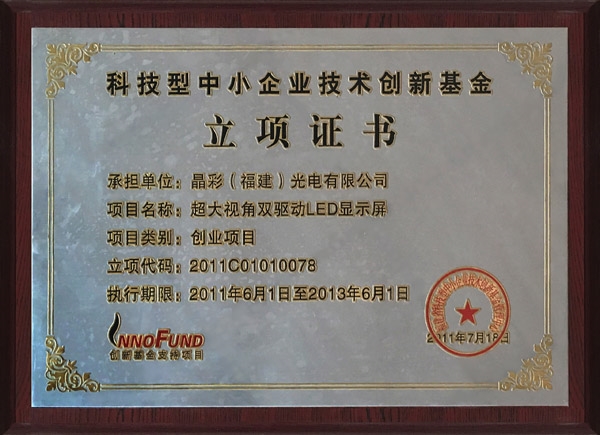 科技型中小企业技术创新基金
立项证书
承担单位：晶彩（福建）光电有限公司
项目名称：超大视角双驱动LED显示屏
项目类别：创业项目
立项代码：2011C01010078
执行期限：2011年6月1日至2013年6月1日
INNOFUND
创新基金支持项目
2011年7月18日